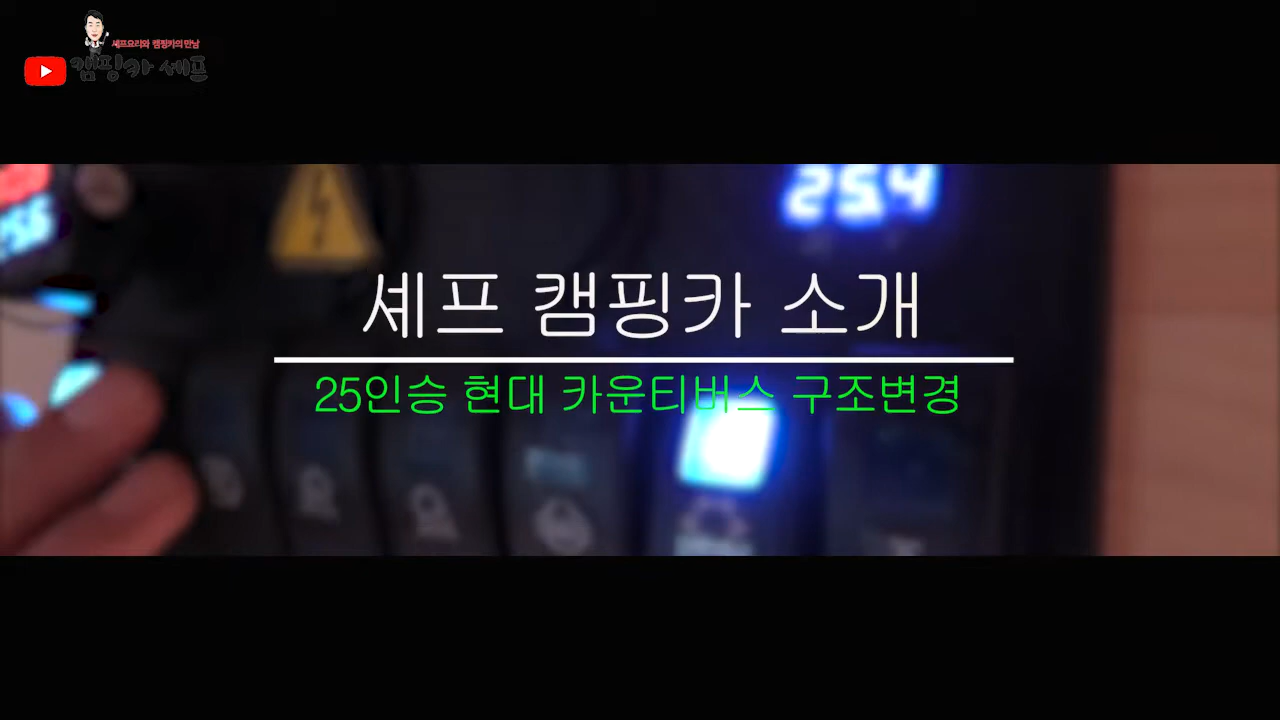 셰프요리와 캠핑카의 만남
캠핑카 셰프
25.4
셰프 캠핑카 소개
25인승 현대 카운티버스 구조변경